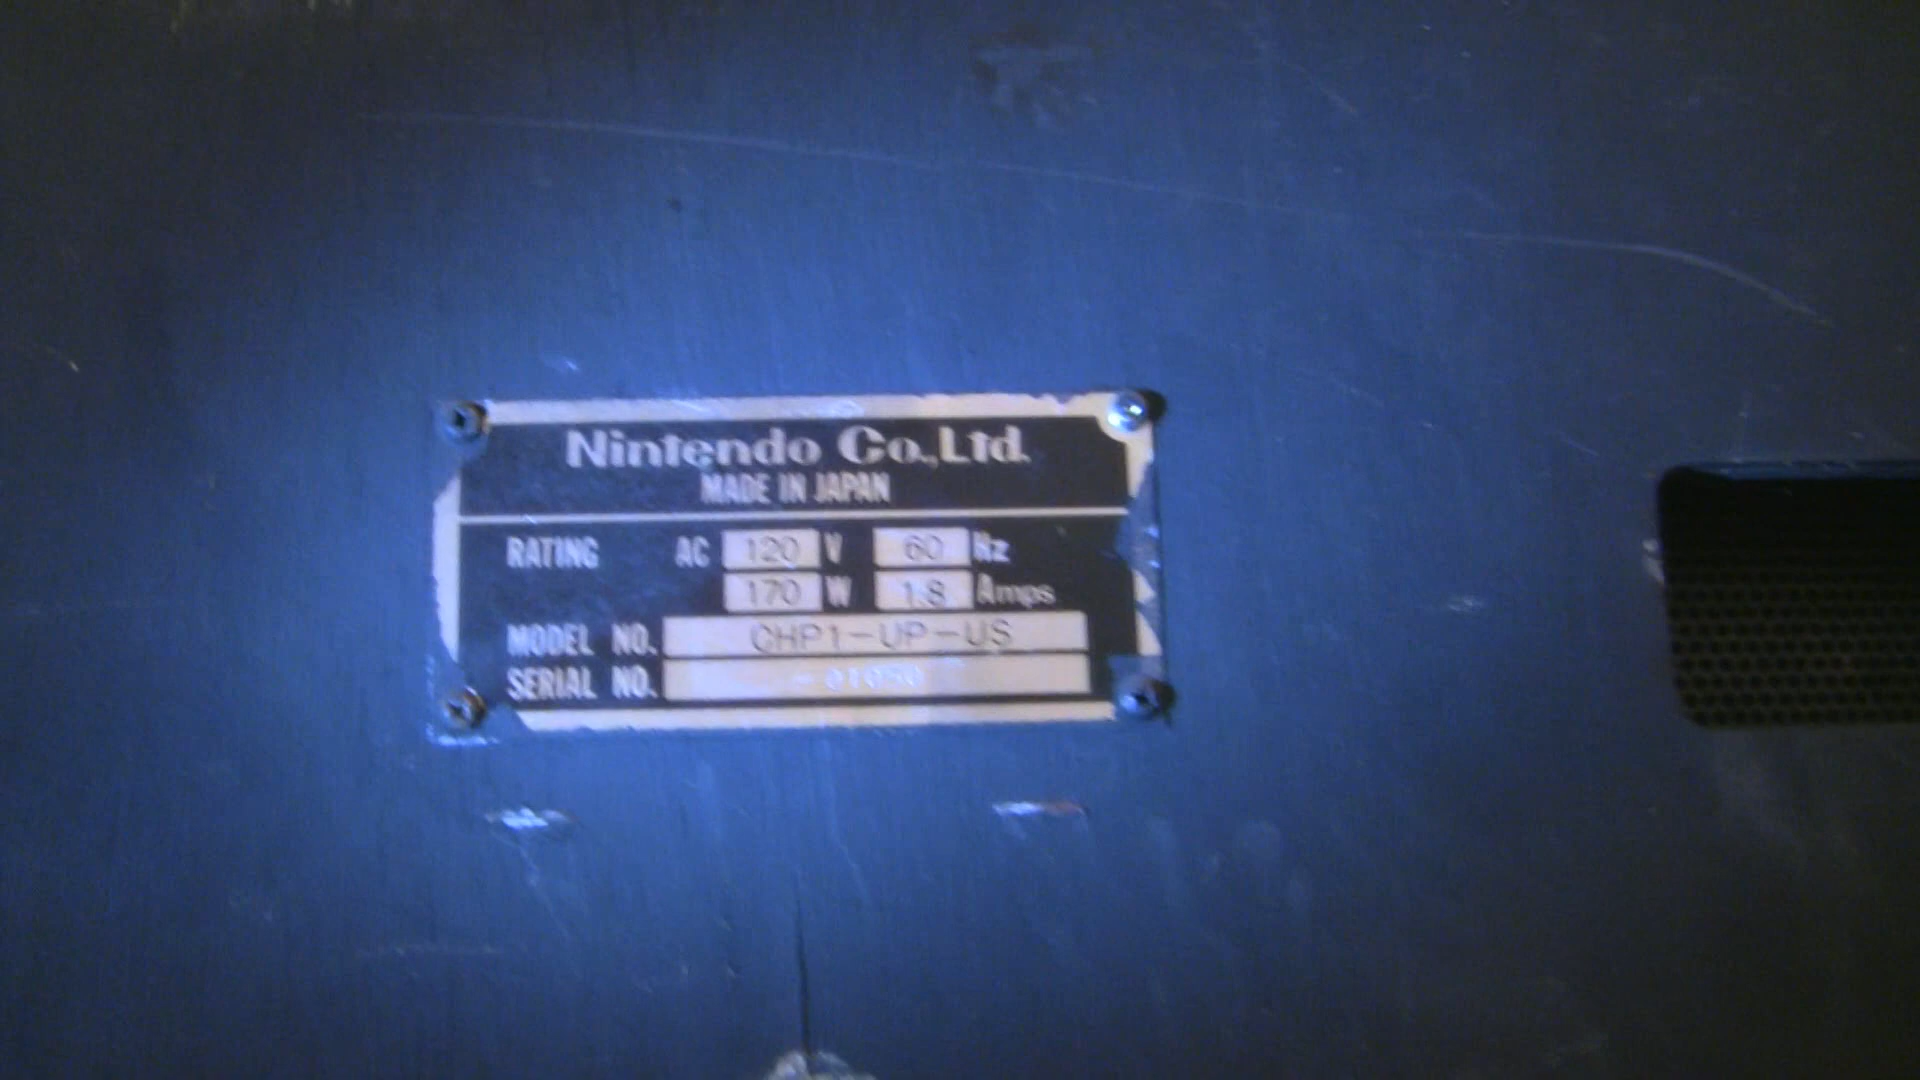 Nintendo Co.,Ltd.
MADE IN JAPAN
RATING AC 120 V 60 Hz
170 W 1.8 Amps
MODEL NO. CHP1-UP-US
SERIAL NO.